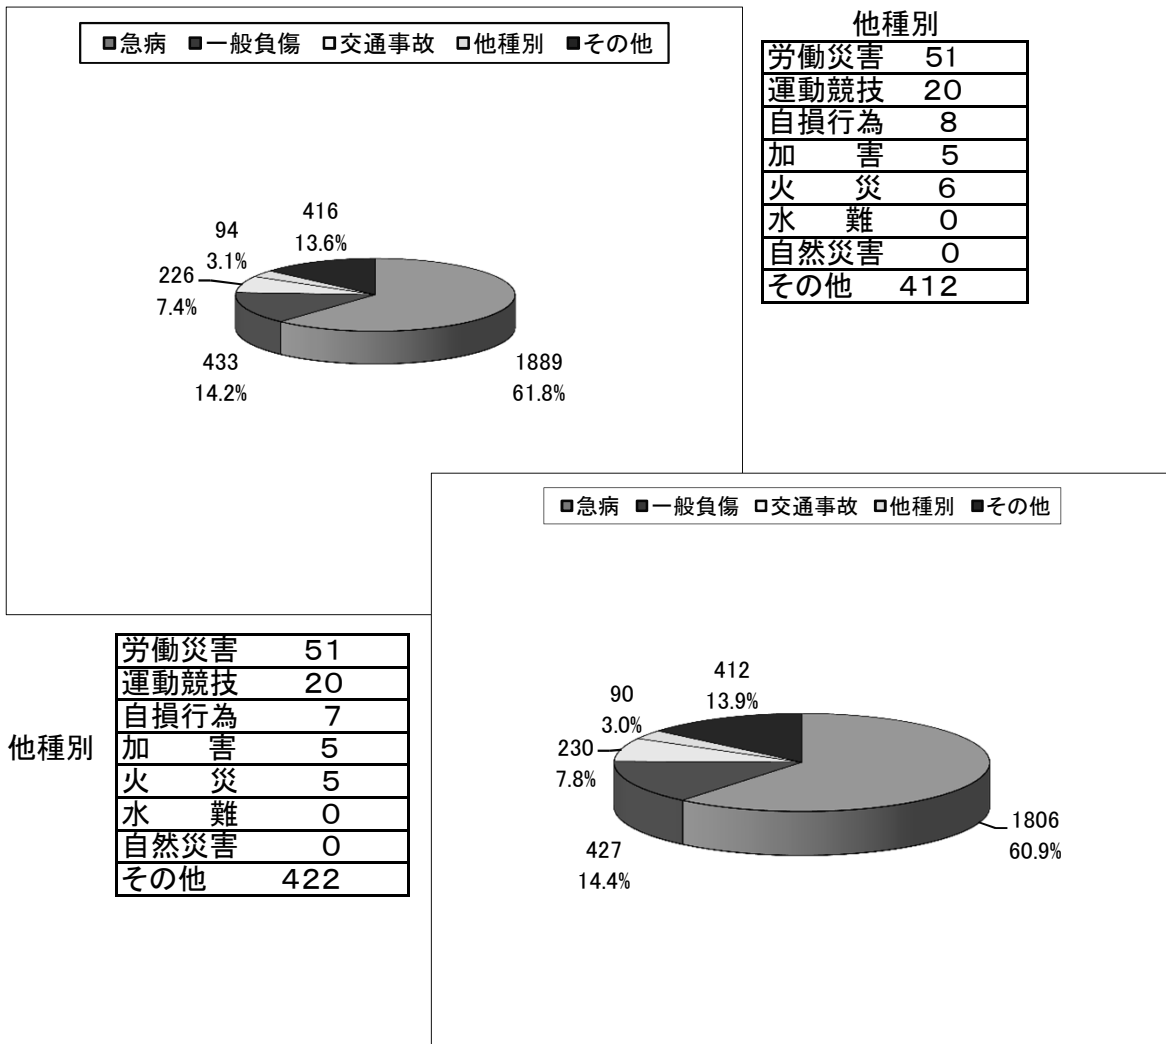 ■急病 ■一般負傷 □交通事故 □他種別 ■その他
416
13.6%
94
3.1%
226
7.4%
433
14.2%
1889
61.8%
他種別
労働災害 51
運動競技 20
自損行為 8
加 害 5
火 災 6
水 難 0
自然災害 0
その他 412
■急病 ■一般負傷 □交通事故 □他種別 ■その他
412
13.9%
90
3.0%
230
7.8%
427
14.4%
1806
60.9%
他種別
労働災害 51
運動競技 20
自損行為 7
加 害 5
火 災 5
水 難 0
自然災害 0
その他 422